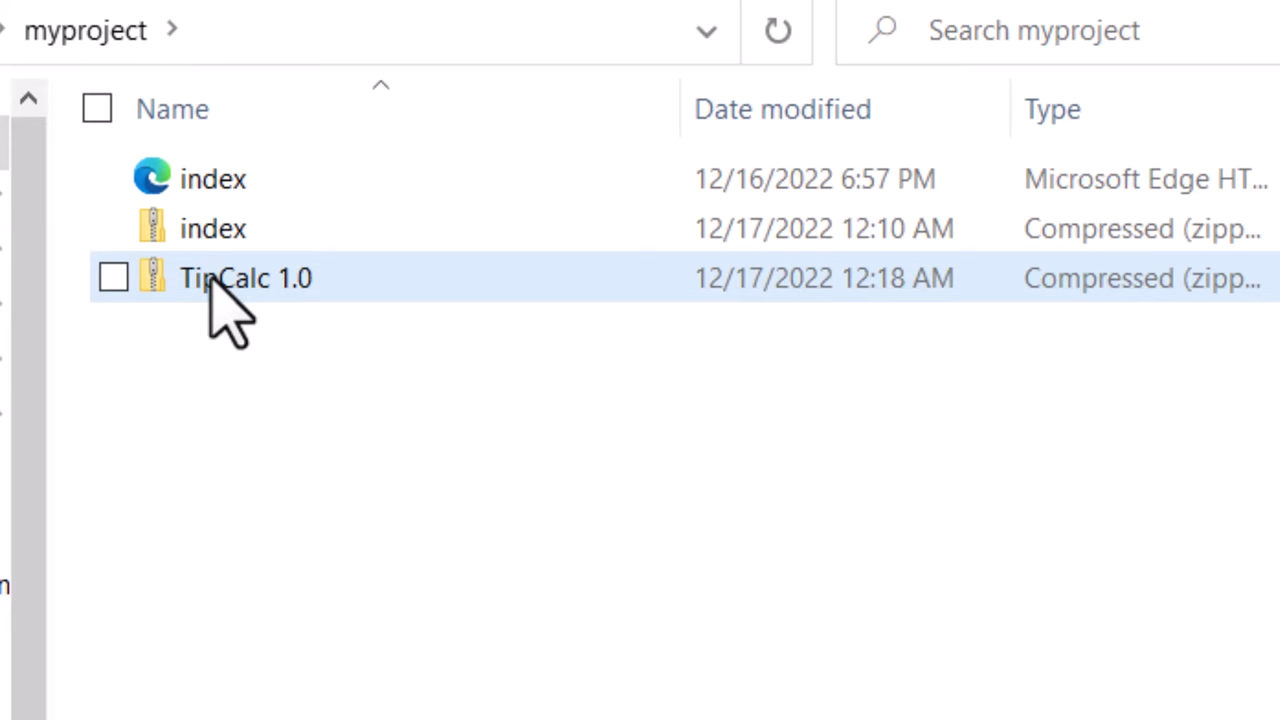 myproject
Search myproject
Name Date modified Type
index 12/16/2022 6:57 PM Microsoft Edge HT...
index 12/17/2022 12:10 AM Compressed (zipp...
TipCalc 1.0 12/17/2022 12:18 AM Compressed (zipp...
n